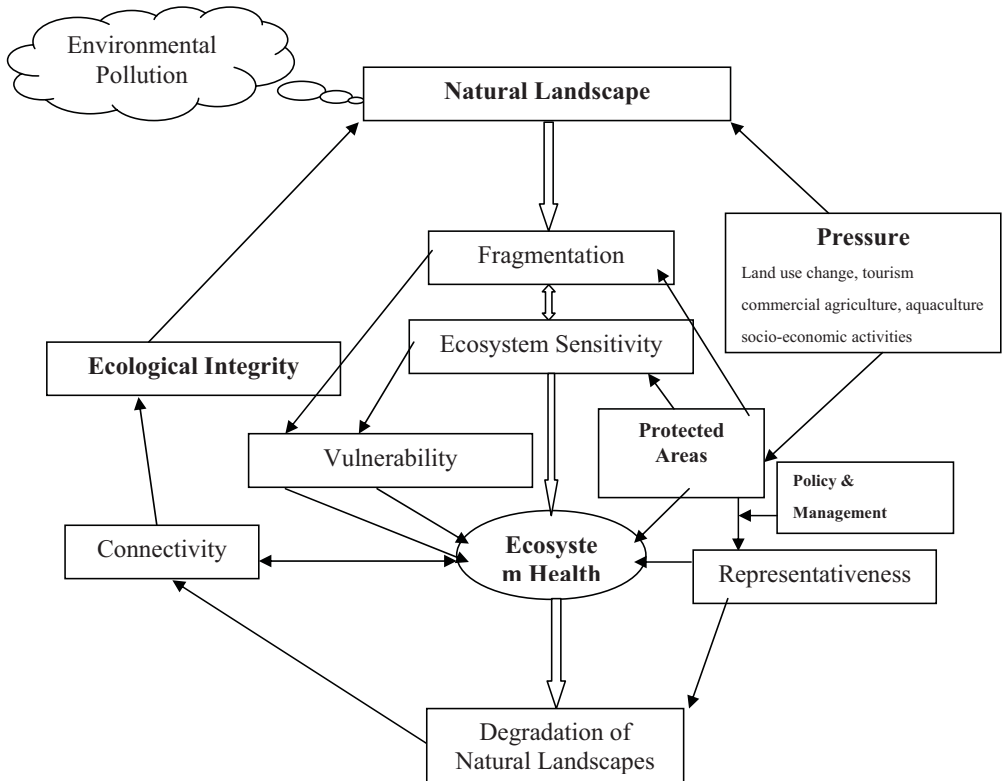 Environmental
Pollution
Natural Landscape
Fragmentation
Pressure
Land use change, tourism
commercial agriculture, aquaculture
socio-economic activities
Ecosystem Sensitivity
Ecological Integrity
Protected
Areas
Vulnerability
Policy &
Management
Connectivity
Ecosyste
m Health
Representativeness
Degradation of
Natural Landscapes